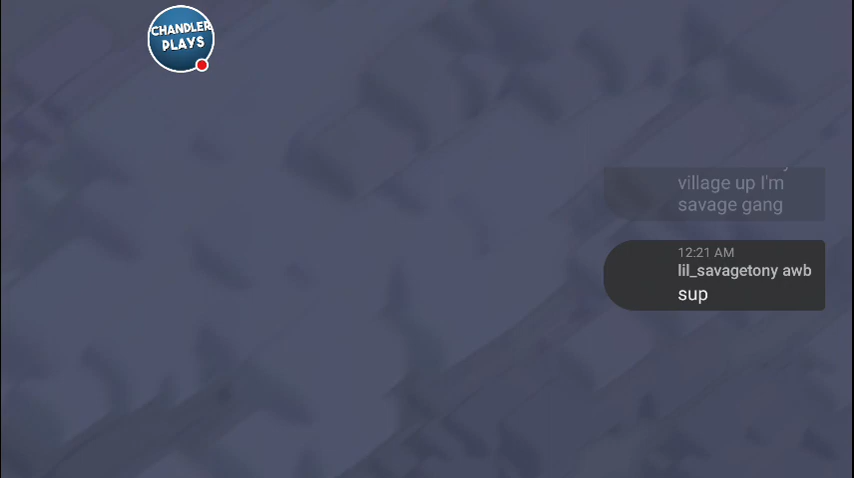 CHANDLER
PLAYS
village up I'm
savage gang
12:21 AM
lil_savagetony awb
sup